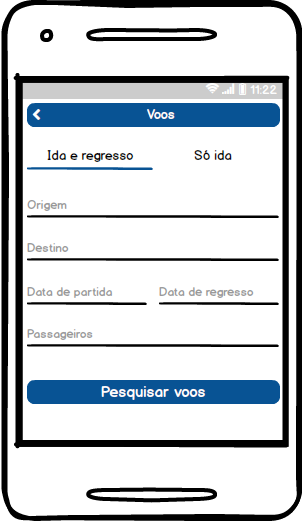 11:22
Voos
Ida e regresso Só ida
Origem
Destino
Data de partida Data de regresso
Passageiros
Pesquisar voos